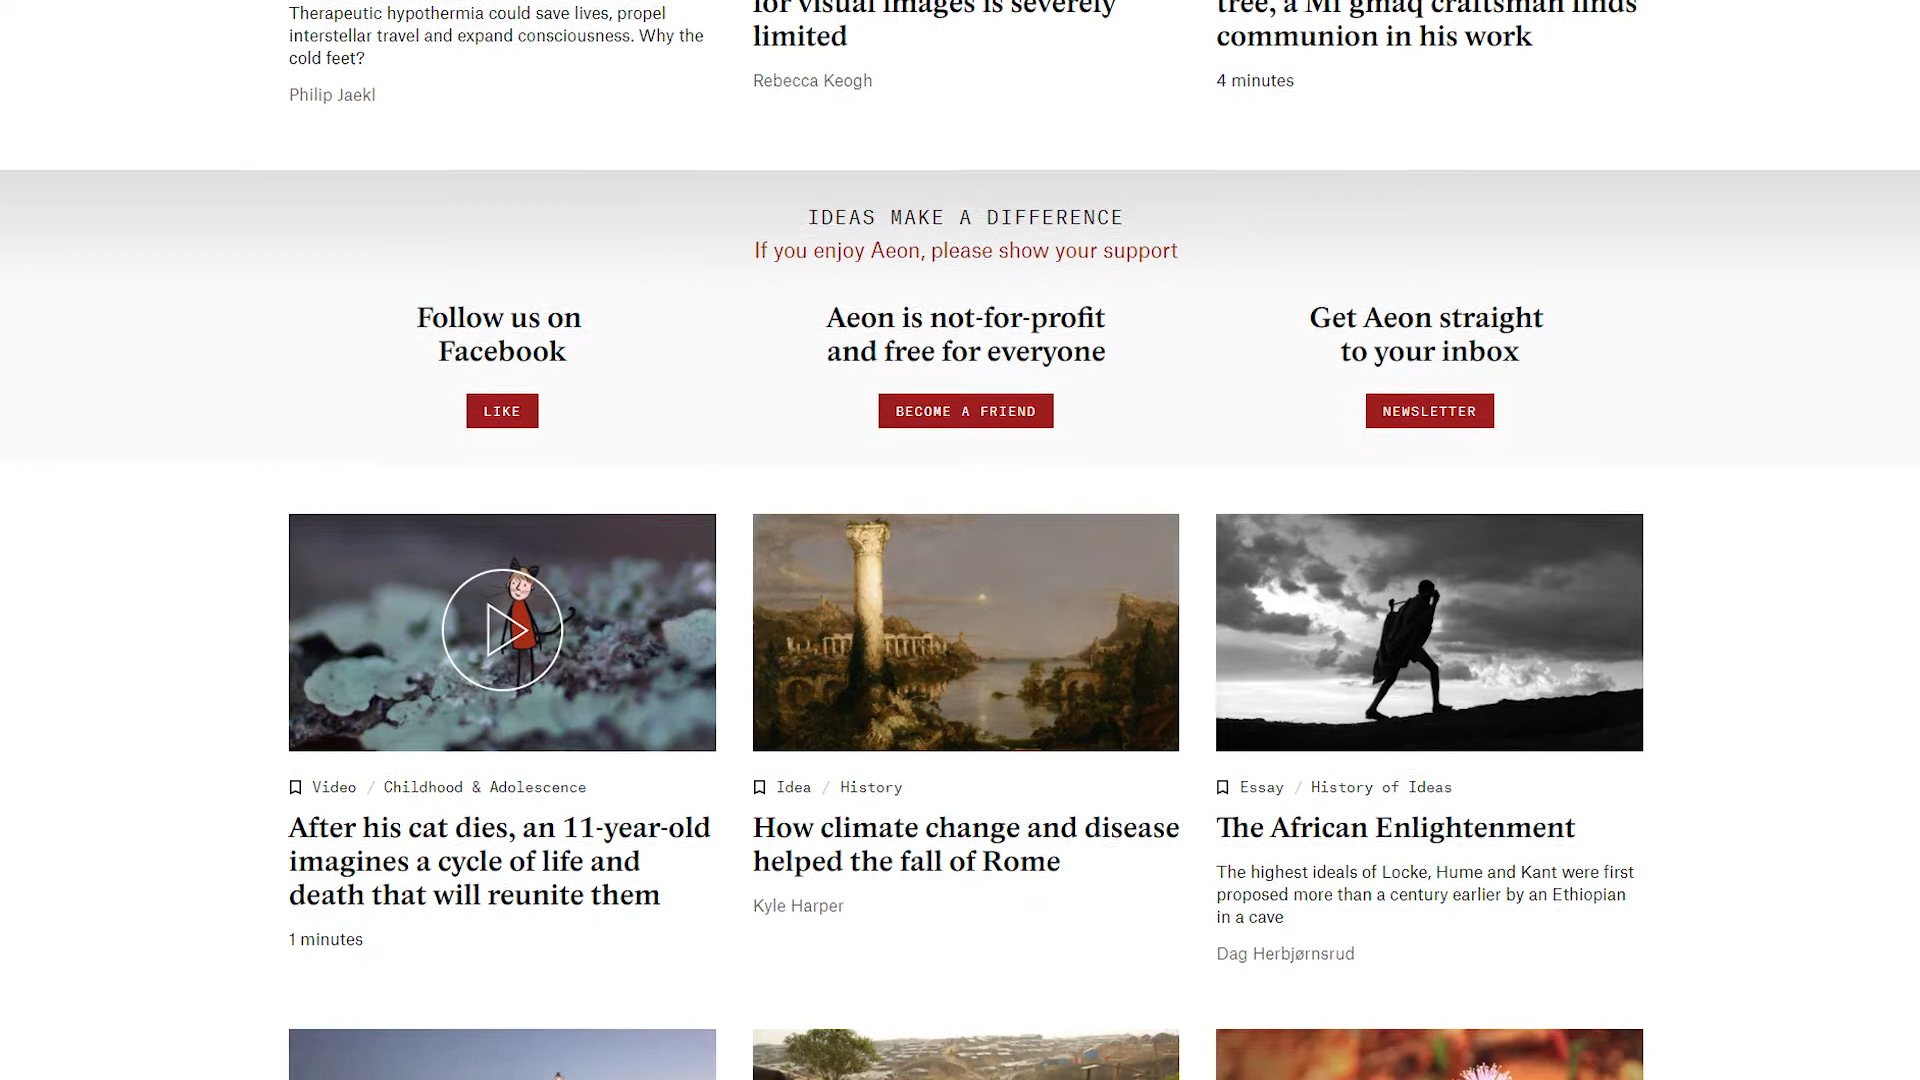 Therapeutic hypothermia could save lives, propel
interstellar travel and expand consciousness. Why the
cold feet?
Philip Jaekl
for visual images is severely
limited
Rebecca Keogh
tree, a Mi'gmaq craftsman finds
communion in his work
4 minutes
IDEAS MAKE A DIFFERENCE
If you enjoy Aeon, please show your support
Follow us on
Facebook
LIKE
Aeon is not-for-profit
and free for everyone
BECOME A FRIEND
Get Aeon straight
to your inbox
NEWSLETTER
Video / Childhood & Adolescence
After his cat dies, an 11-year-old
imagines a cycle of life and
death that will reunite them
1 minutes
Idea / History
How climate change and disease
helped the fall of Rome
Kyle Harper
Essay / History of Ideas
The African Enlightenment
The highest ideals of Locke, Hume and Kant were first
proposed more than a century earlier by an Ethiopian
in a cave
Dag Herbjørnsrud